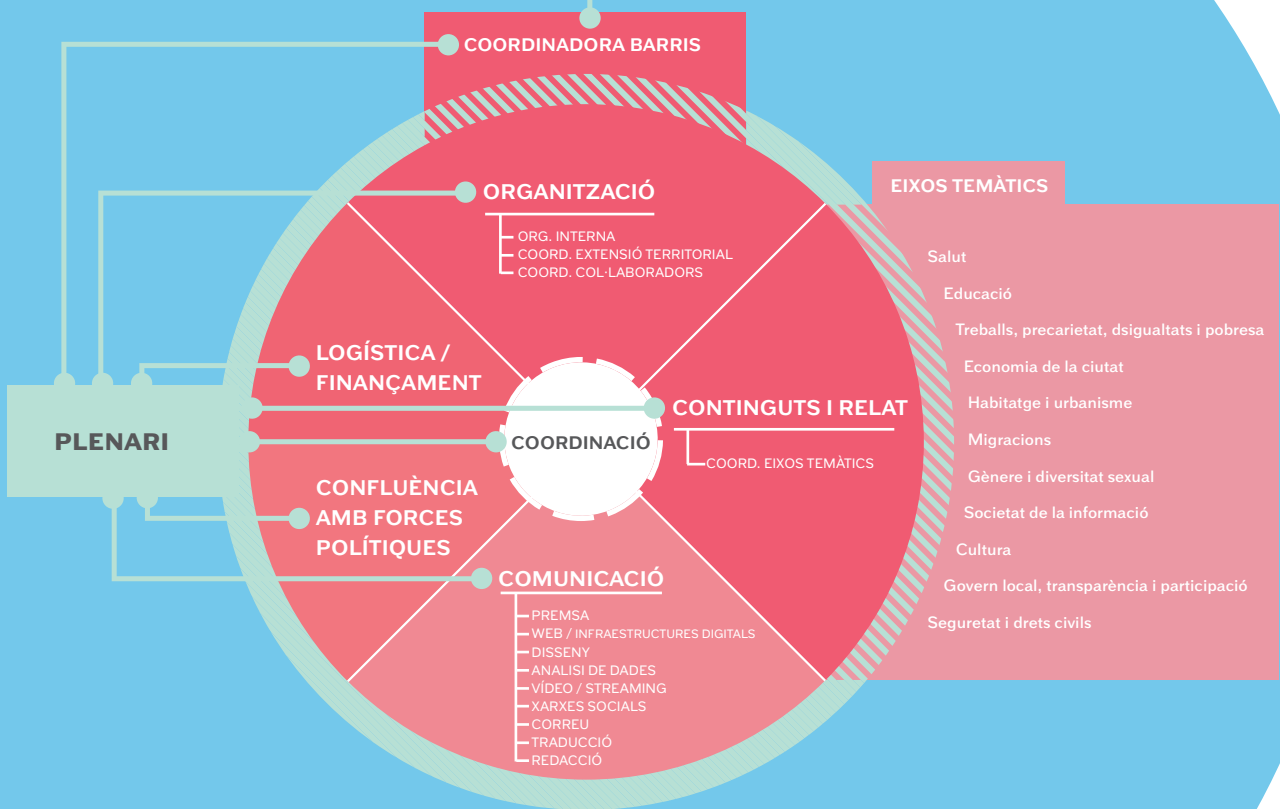 COORDINADORA BARRIS
ORGANITZACIÓ
ORG. INTERNA
COORD. EXTENSIÓ TERRITORIAL
COORD. COL·LABORADORS
LOGÍSTICA /
FINANÇAMENT
PLENARI
COORDINACIÓ
CONTINGUTS I RELAT
COORD. EIXOS TEMÀTICS
CONFLUÈNCIA
AMB FORCES
POLÍTIQUES
COMUNICACIÓ
PREMSA
WEB / INFRAESTRUCTURES DIGITALS
DISSENY
ANALISI DE DADES
VÍDEO / STREAMING
XARXES SOCIALS
CORREU
TRADUCCIÓ
REDACCIÓ
EIXOS TEMÀTICS
Salut
Educació
Treballs, precarietat, dsigualtats i pobresa
Economia de la ciutat
Habitatge i urbanisme
Migracions
Gènere i diversitat sexual
Societat de la informació
Cultura
Govern local, transparència i participació
Seguretat i drets civils